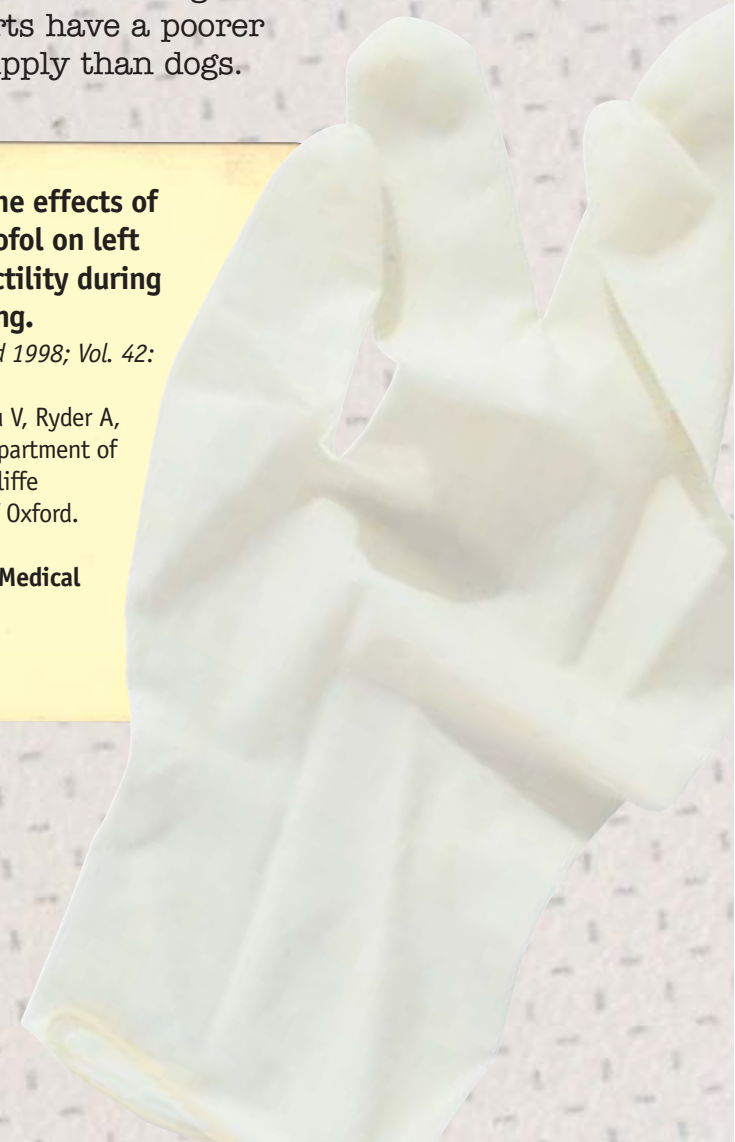 rts have a poorer
pply than dogs.
ne effects of
ofol on left
ctility during
ng.
d 1998; Vol. 42:
u V, Ryder A,
partment of
liffe
f Oxford.
Medical